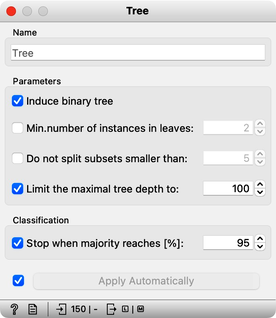 Tree
Name
Tree
Parameters
Induce binary tree
Min.number of instances in leaves: 2
Do not split subsets smaller than: 5
Limit the maximal tree depth to: 100
Classification
Stop when majority reaches [%]: 95
Apply Automatically
? 150 | - L | M